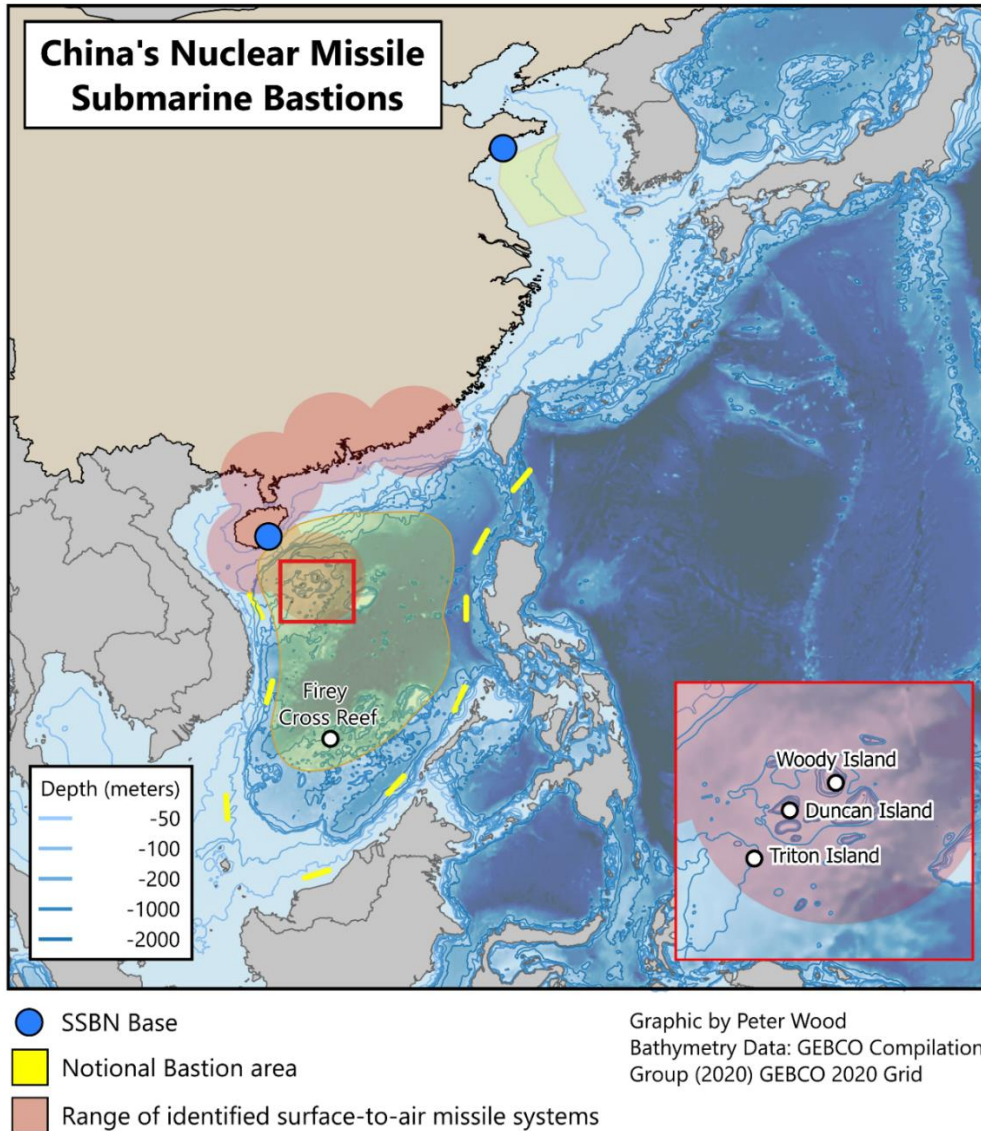 China's Nuclear Missile
Submarine Bastions
Firey
Cross Reef
Depth (meters)
-50
-100
-200
-1000
-2000
Woody Island
Duncan Island
Triton Island
SSBN Base
Notional Bastion area
Range of identified surface-to-air missile systems
Graphic by Peter Wood
Bathymetry Data: GEBCO Compilation
Group (2020) GEBCO 2020 Grid